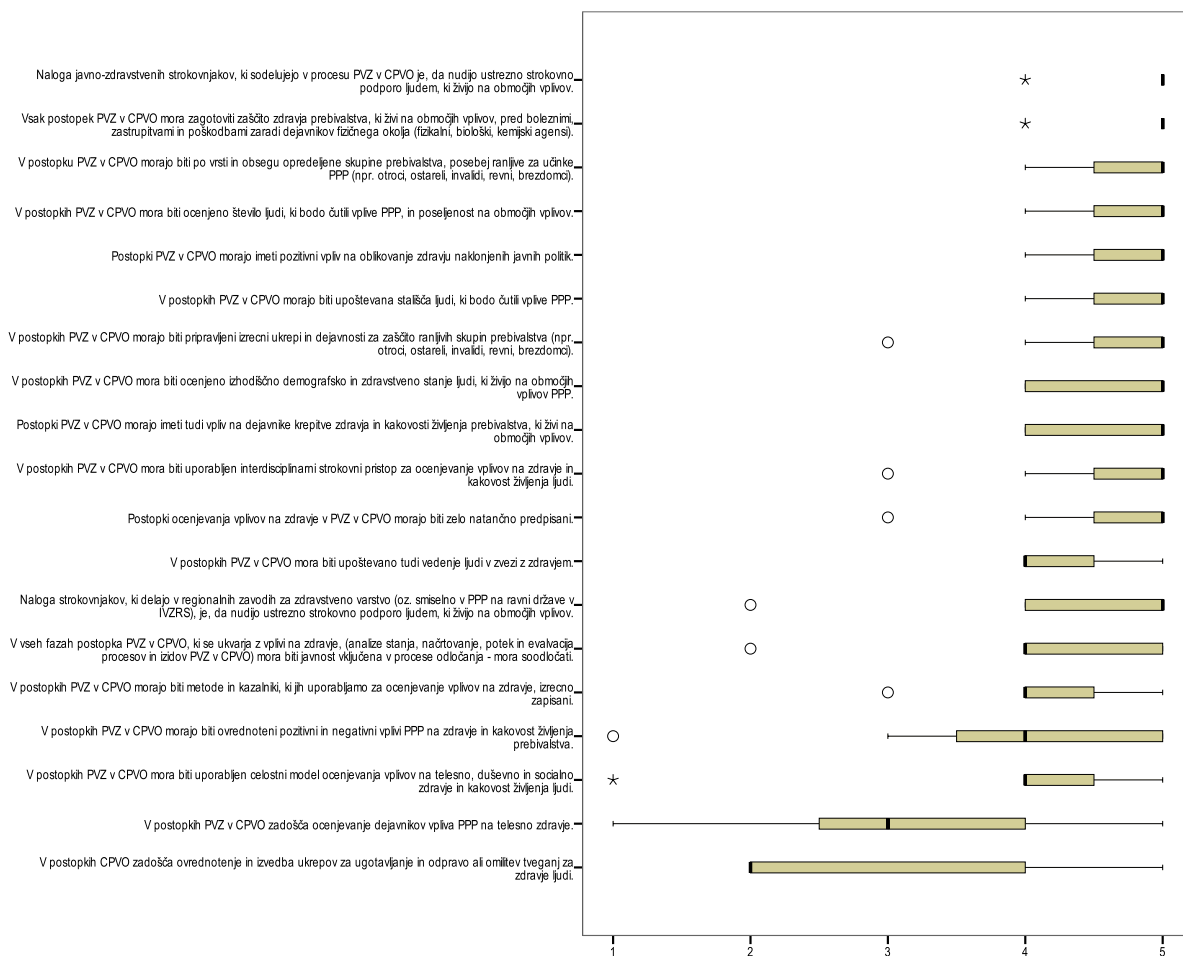 Naloga javno-zdravstvenih strokovnjakov, ki sodelujejo v procesu PVZ v CPVO je, da nudijo ustrezno strokovno
podporo ljudem, ki živijo na območjih vplivov.
Vsak postopek PVZ v CPVO mora zagotoviti zaščito zdravja prebivalstva, ki živi na območjih vplivov, pred boleznimi,
zastrupitvami in poškodbami zaradi dejavnikov fizičnega okolja (fizikalni, biološki, kemijski agensi).
V postopku PVZ v CPVO morajo biti po vrsti in obsegu opredeljene skupine prebivalstva, posebej ranljive za učinke
PPP (npr. otroci, ostareli, invalidi, revni, brezdomci).
V postopkih PVZ v CPVO mora biti ocenjeno število ljudi, ki bodo čutili vplive PPP, in poseljenost na območjih vplivov.
Postopki PVZ v CPVO morajo imeti pozitivni vpliv na oblikovanje zdravju naklonjenih javnih politik.
V postopkih PVZ v CPVO morajo biti upoštevana stališča ljudi, ki bodo čutili vplive PPP.
V postopkih PVZ v CPVO morajo biti pripravljeni izrecni ukrepi in dejavnosti za zaščito ranljivih skupin prebivalstva (npr.
otroci, ostareli, invalidi, revni, brezdomci).
V postopkih PVZ v CPVO mora biti ocenjeno izhodiščno demografsko in zdravstveno stanje ljudi, ki živijo na območjih
vplivov PPP.
Postopki PVZ v CPVO morajo imeti tudi vpliv na dejavnike krepitve zdravja in kakovosti življenja prebivalstva, ki živi na
območjih vplivov.
V postopkih PVZ v CPVO mora biti uporabljen interdisciplinarni strokovni pristop za ocenjevanje vplivov na zdravje in
kakovost življenja ljudi.
Postopki ocenjevanja vplivov na zdravje v PVZ v CPVO morajo biti zelo natančno predpisani.
V postopkih PVZ v CPVO mora biti upoštevano tudi vedenje ljudi v zvezi z zdravjem.
Naloga strokovnjakov, ki delajo v regionalnih zavodih za zdravstveno varstvo (oz. smiselno v PPP na ravni države v
IVZRS), je, da nudijo ustrezno strokovno podporo ljudem, ki živijo na območjih vplivov.
V vseh fazah postopka PVZ v CPVO, ki se ukvarja z vplivi na zdravje, (analize stanja, načrtovanje, potek in evalvacija
procesov in izidov PVZ v CPVO) mora biti javnost vključena v procese odločanja - mora soodločati.
V postopkih PVZ v CPVO morajo biti metode in kazalniki, ki jih uporabljamo za ocenjevanje vplivov na zdravje, izrecno
zapisani.
V postopkih PVZ v CPVO morajo biti ovrednoteni pozitivni in negativni vplivi PPP na zdravje in kakovost življenja
prebivalstva.
V postopkih PVZ v CPVO mora biti uporabljen celostni model ocenjevanja vplivov na telesno, duševno in socialno
zdravje in kakovost življenja ljudi.
V postopkih PVZ v CPVO zadošča ocenjevanje dejavnikov vpliva PPP na telesno zdravje.
V postopkih CPVO zadošča ovrednotenje in izvedba ukrepov za ugotavljanje in odpravo ali omilitev tveganj za
zdravje ljudi.
1 2 3 4 5